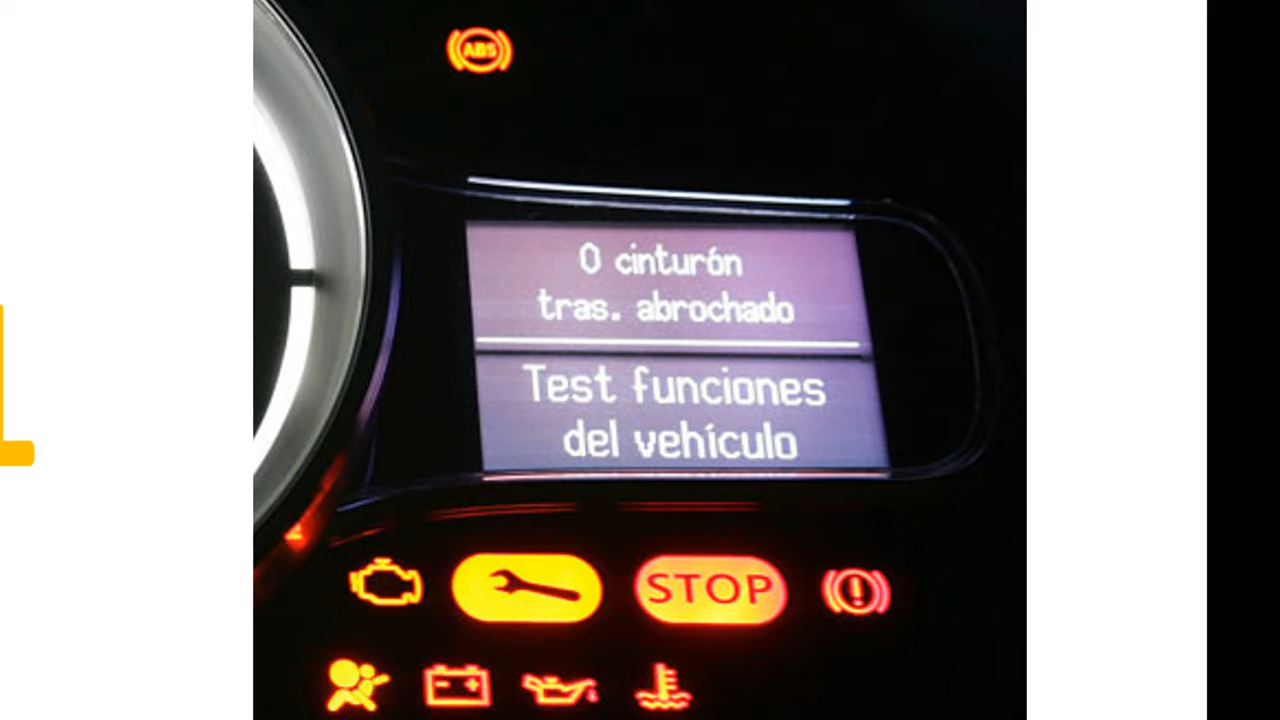 ABS
0 cinturón
tras. abrochado
Test funciones
del vehículo
STOP